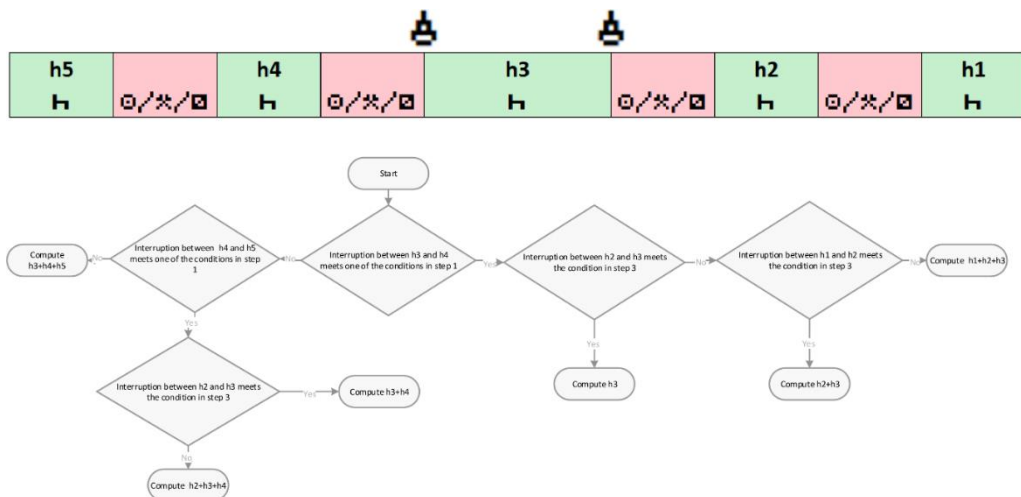 h5
h4
h3
h2
h1
Start
Interruption between h4 and h5
meets one of the conditions in step
1
Interruption between h3 and h4
meets one of the conditions in step 1
Interruption between h2 and h3 meets
the condition in step 3
Interruption between h1 and h2 meets
the condition in step 3
Compute
h3+h4+h5
No
No
Yes
No
No
Compute h1+h2+h3
Yes
Yes
Yes
Interruption between h2 and h3 meets
the condition in step 3
Yes
Compute h3+h4
Compute h3
Compute h2+h3
No
Compute h2+h3+h4